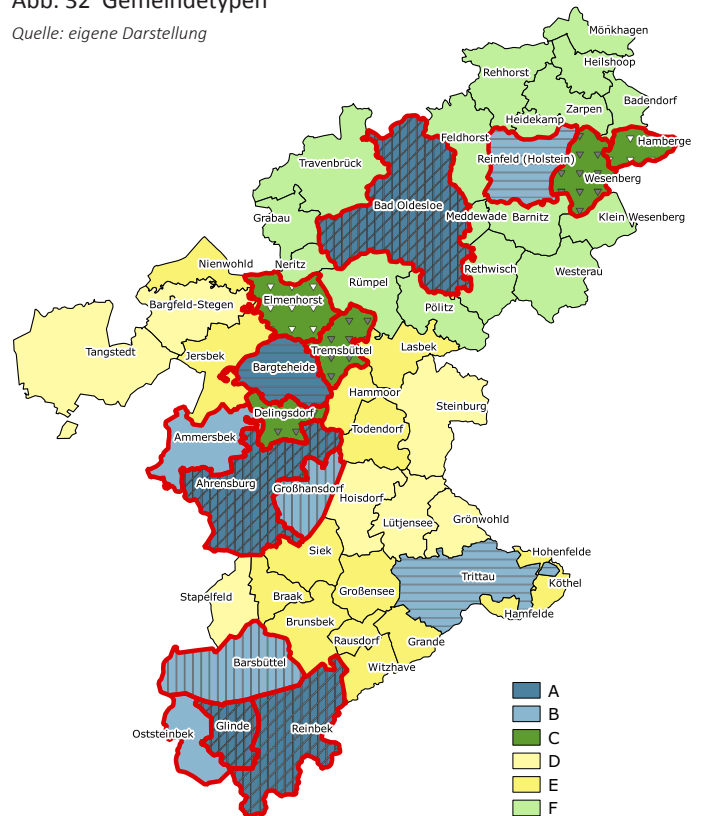 Abb. 32 Gemeindetypen
Quelle: eigene Darstellung
Mönkhagen
Heilshoop
Rehhorst
Badendorf
Zarpen
Heidekamp
Feldhorst
Hamberge
Reinfeld (Holstein)
Travenbrück
Wesenberg
Bad Oldesloe
Grabau
Meddewade
Barnitz
Klein Wesenberg
Nienwohld
Neritz
Rethwisch
Westerau
Rümpel
Elmenhorst
Bargfeld-Stegen
Pölitz
Tangstedt
Jersbek
Tremsbüttel
Lasbek
Bargteheide
Hammoor
Steinburg
Delingsdorf
Todendorf
Ammersbek
Ahrensburg
Großhansdorf
Hoisdorf
Grönwohld
Lütjensee
Siek
Hohenfelde
Trittau
Köthel
Stapelfeld
Braak
Großensee
Hamfelde
Brunsbek
Rausdorf
Grande
Barsbüttel
Witzhave
Glinde
Reinbek
Oststeinbek
A
B
C
D
E
F